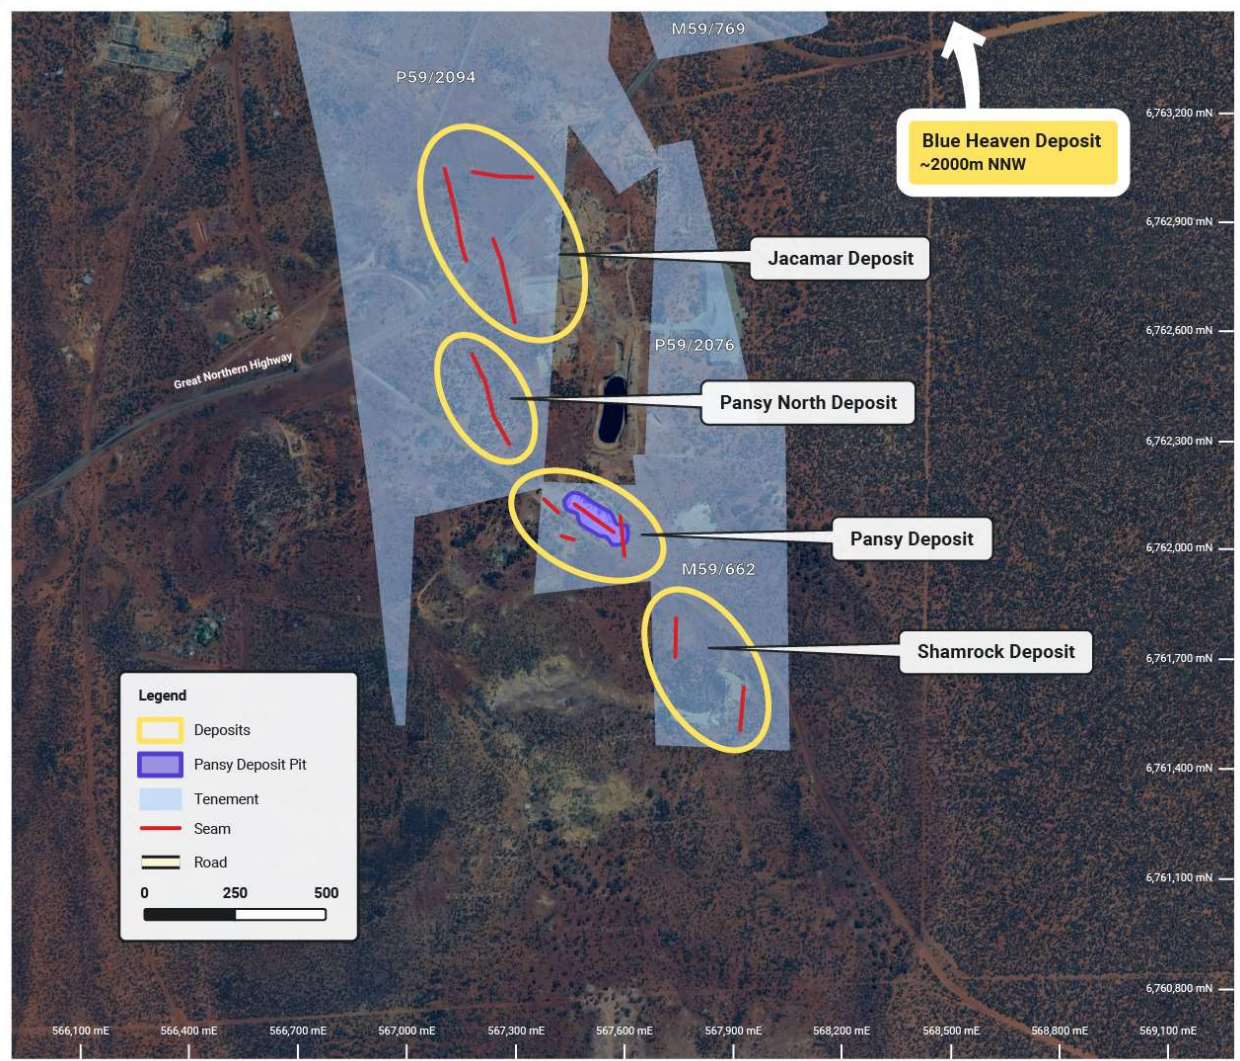 M59/769
P59/2094
6,763,200 mN
Blue Heaven Deposit
~2000m NNW
6,762,900 mN
Jacamar Deposit
6,762,600 mN
P59/2076
Great Northern Highway
Pansy North Deposit
6,762,300 mN
Pansy Deposit
6,762,000 mN
M59/662
Shamrock Deposit
6,761,700 mN
Legend
Deposits
Pansy Deposit Pit
Tenement
Seam
Road
0 250 500
6,761,400 mN
6,761,100 mN
6,760,800 mN
566,100 mE 566,400 mE 566,700 mE 567,000 mE 567,300 mE 567,600 mE 567,900 mE 568,200 mE 568,500 mE 568,800 mE 569,100 mE